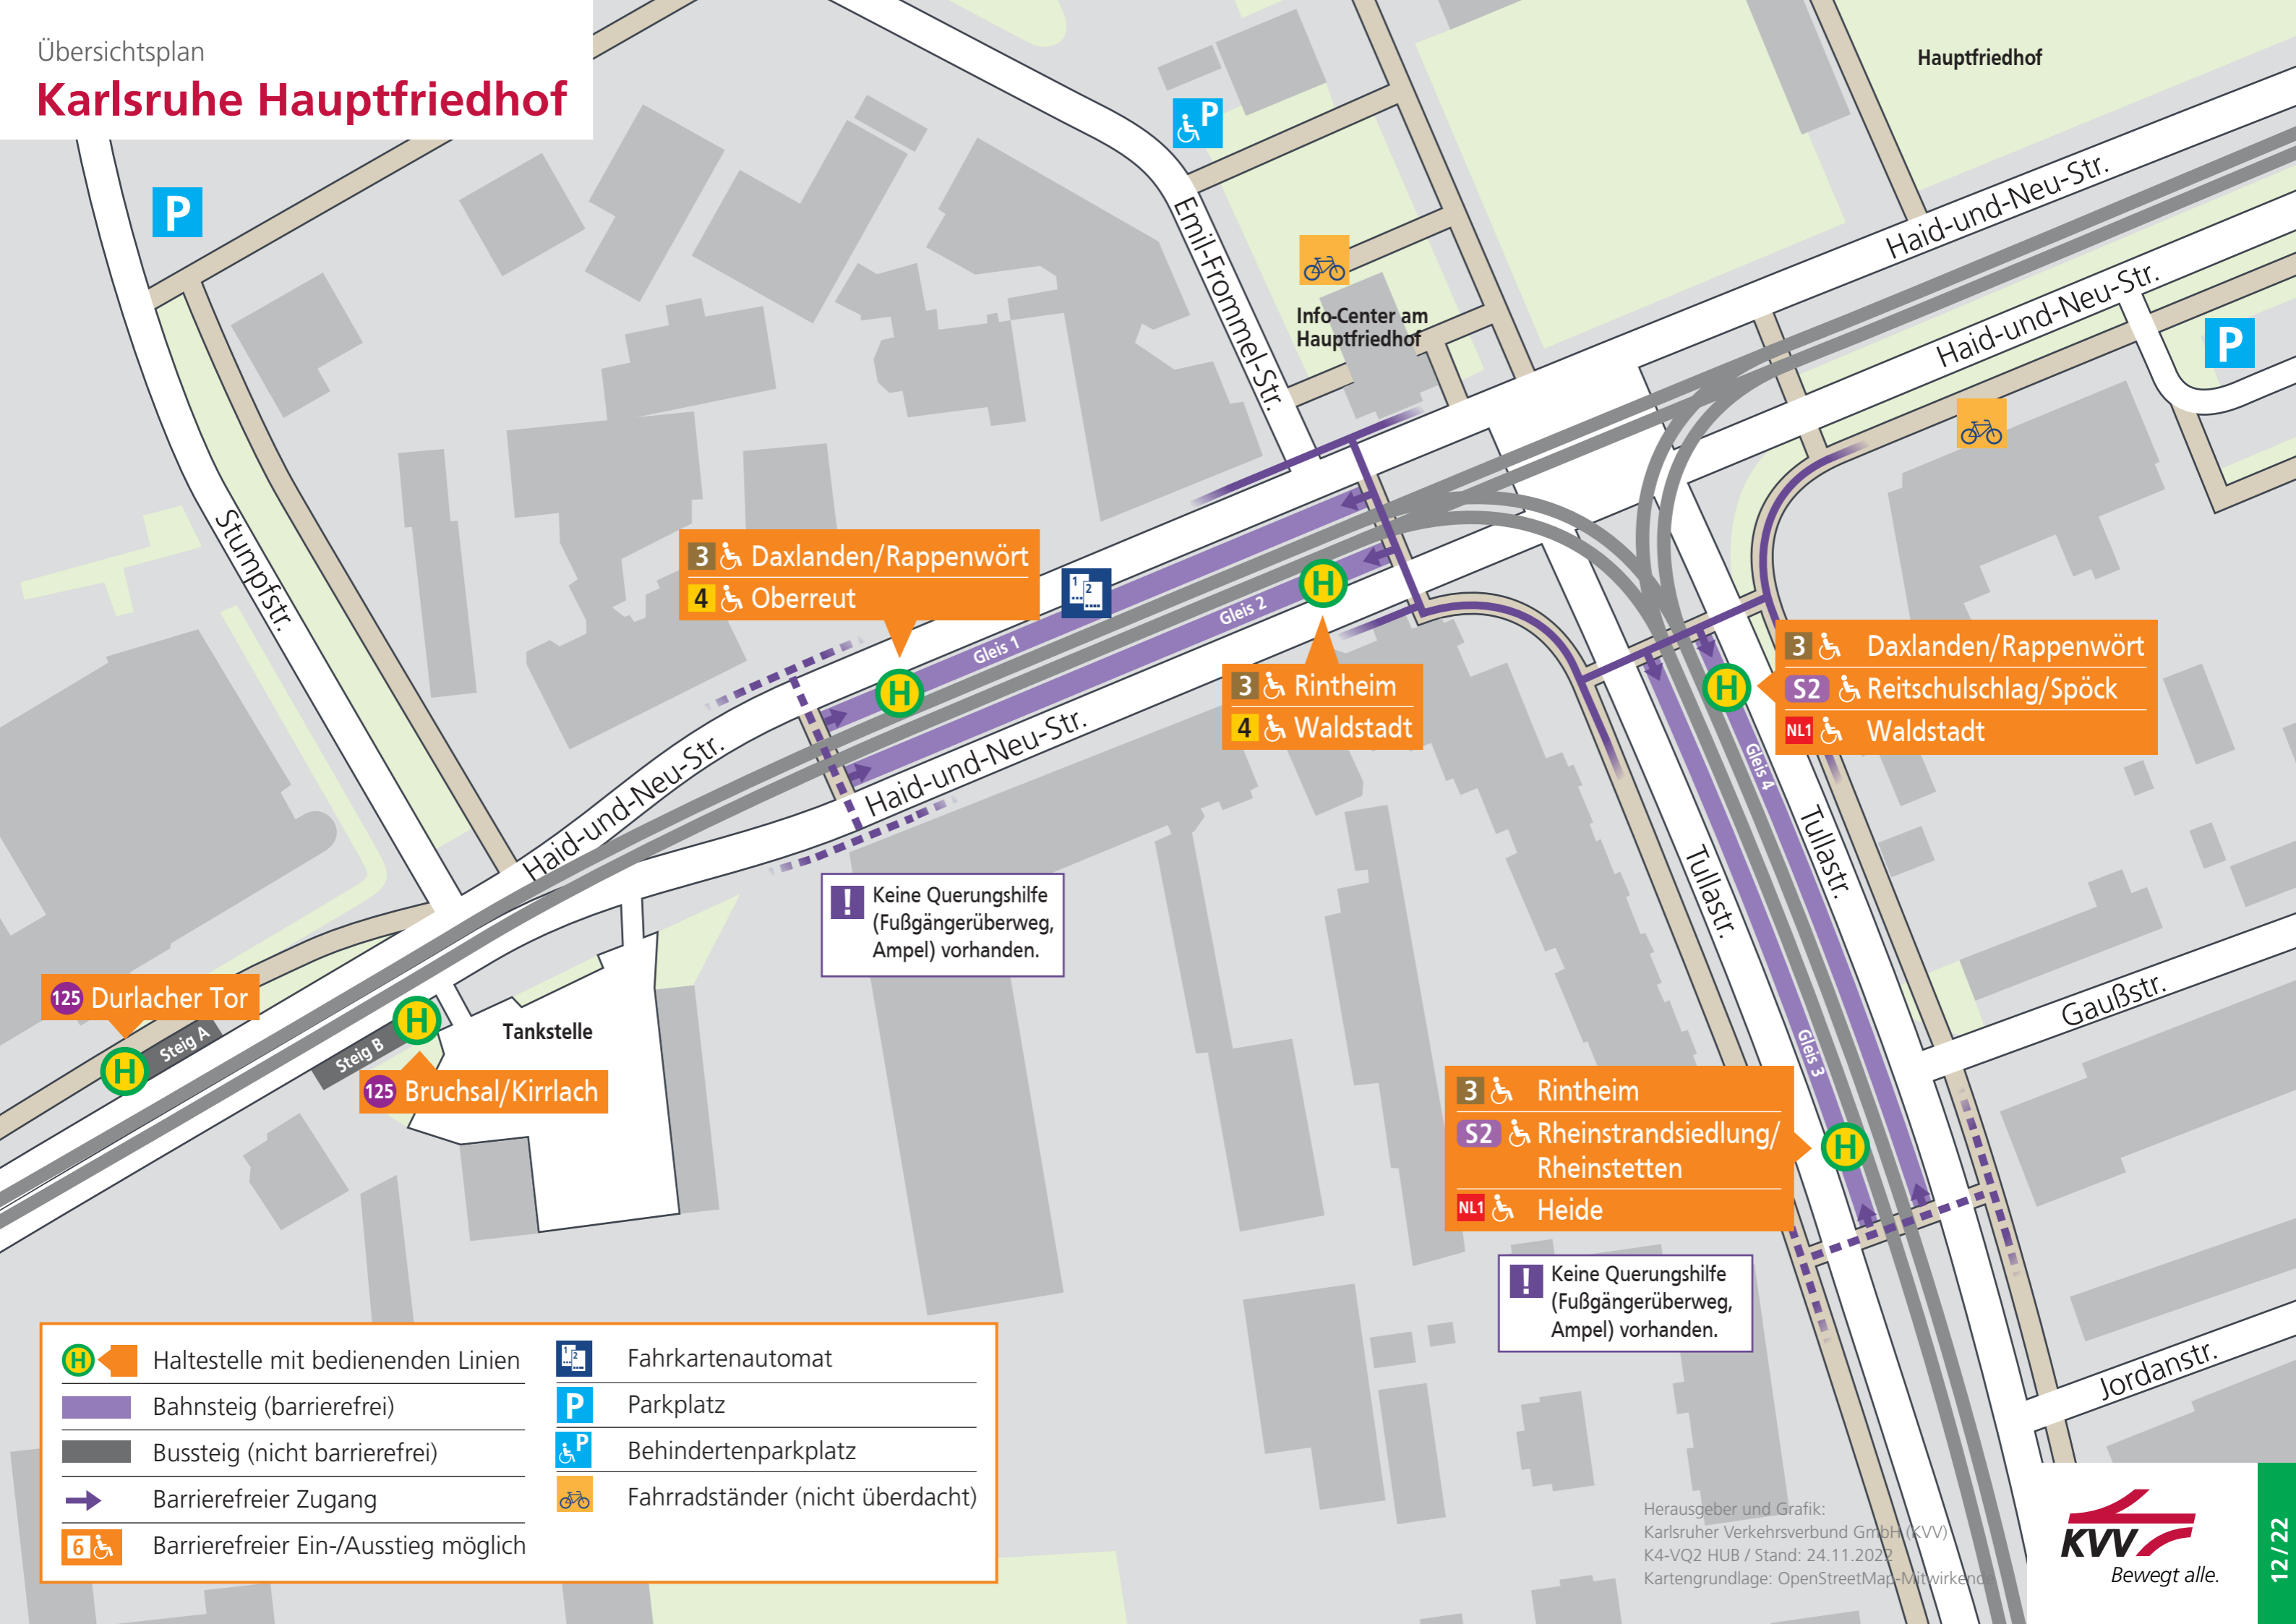 Übersichtsplan
Karlsruhe Hauptfriedhof
Hauptfriedhof
P
P
Haid-und-Neu-Str.
Emil-Frommel-Str.
Haid-und-Neu-Str.
Info-Center am
Hauptfriedhof
P
Stumpfstr.
3 Daxlanden/Rappenwört
4 Oberreut
1 2
H
Gleis 2
Gleis 1
H
3 Rintheim
4 Waldstadt
H
3 Daxlanden/Rappenwört
S2 Reitschulschlag/Spöck
NL1 Waldstadt
Haid-und-Neu-Str.
Haid-und-Neu-Str.
Gleis 4
Tullastr.
Tullastr.
! Keine Querungshilfe
(Fußgängerüberweg,
Ampel) vorhanden.
125 Durlacher Tor
H
Steig A
Steig B
H
Tankstelle
125 Bruchsal/Kirrlach
Gaußstr.
Gleis 3
3 Rintheim
S2 Rheinstrandsiedlung/
Rheinstetten
NL1 Heide
H
! Keine Querungshilfe
(Fußgängerüberweg,
Ampel) vorhanden.
Jordanstr.
H Haltestelle mit bedienenden Linien
Bahnsteig (barrierefrei)
Bussteig (nicht barrierefrei)
Barrierefreier Zugang
6 Barrierefreier Ein-/Ausstieg möglich
1 2 Fahrkartenautomat
P Parkplatz
P Behindertenparkplatz
Fahrradständer (nicht überdacht)
Herausgeber und Grafik:
Karlsruher Verkehrsverbund GmbH (KVV)
K4-VQ2 HUB / Stand: 24.11.2022
Kartengrundlage: OpenStreetMap-Mitwirkende
KVV
Bewegt alle.
12 / 22